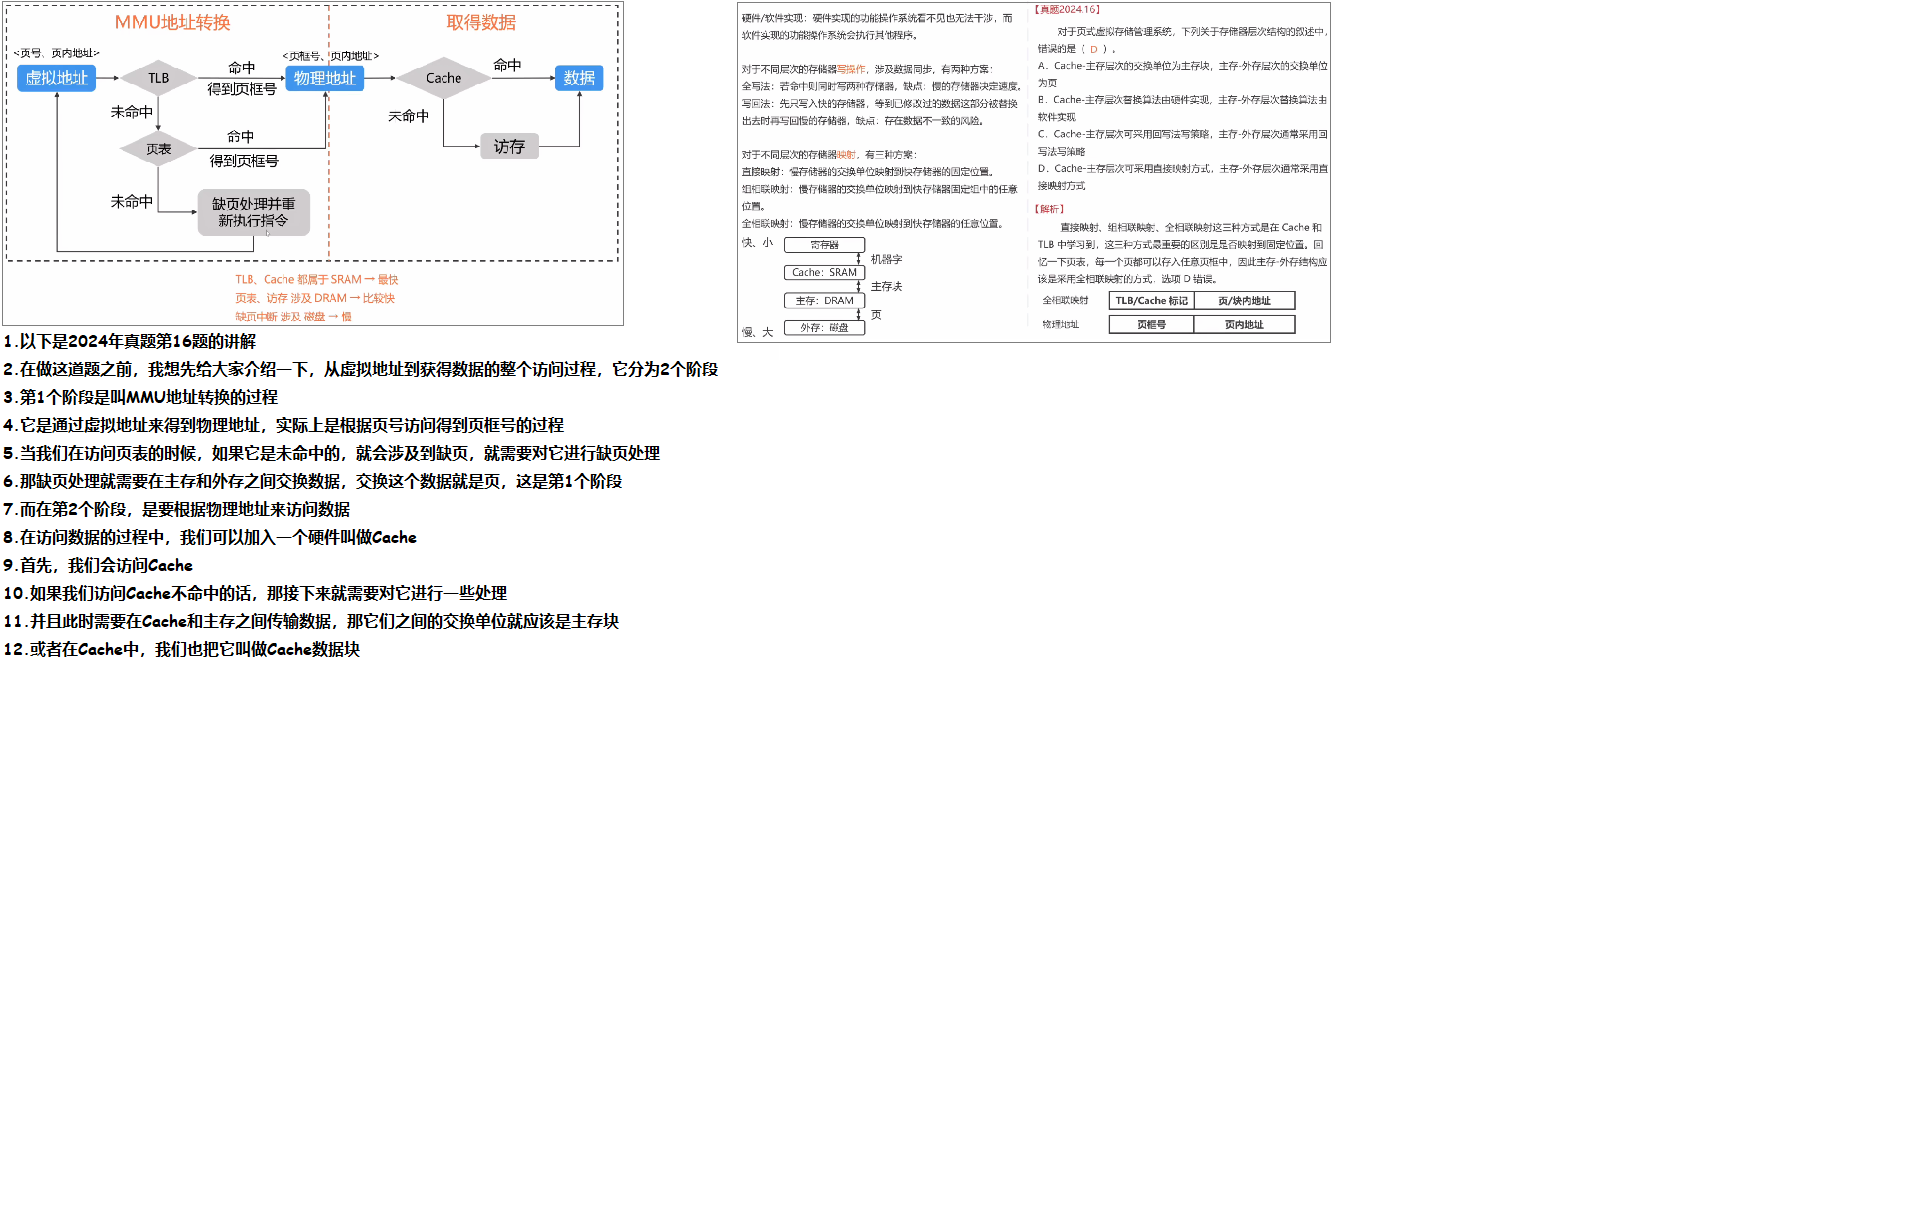 MMU地址转换
取得数据
<页号、页内地址>
<页框号、页内地址>
虚拟地址
TLB
命中
得到页框号
物理地址
Cache
命中
数据
未命中
未命中
访存
页表
命中
得到页框号
未命中
缺页处理并重
新执行指令
TLB、Cache 都属于 SRAM → 最快
页表、访存 涉及 DRAM → 比较快
缺页中断 涉及 磁盘 → 慢
1.以下是2024年真题第16题的讲解
2.在做这道题之前，我想先给大家介绍一下，从虚拟地址到获得数据的整个访问过程，它分为2个阶段
3.第1个阶段是叫MMU地址转换的过程
4.它是通过虚拟地址来得到物理地址，实际上是根据页号访问得到页框号的过程
5.当我们在访问页表的时候，如果它是未命中的，就会涉及到缺页，就需要对它进行缺页处理
6.那缺页处理就需要在主存和外存之间交换数据，交换这个数据就是页，这是第1个阶段
7.而在第2个阶段，是要根据物理地址来访问数据
8.在访问数据的过程中，我们可以加入一个硬件叫做Cache
9.首先，我们会访问Cache
10.如果我们访问Cache不命中的话，那接下来就需要对它进行一些处理
11.并且此时需要在Cache和主存之间传输数据，那它们之间的交换单位就应该是主存块
12.或者在Cache中，我们也把它叫做Cache数据块
硬件/软件实现：硬件实现的功能操作系统看不见也无法干涉，而
软件实现的功能操作系统会执行其他程序。
对于不同层次的存储器写操作，涉及数据同步，有两种方案：
全写法：若命中则同时写两种存储器，缺点：慢的存储器决定速度。
写回法：先只写入快的存储器，等到已修改过的数据这部分被替换
出去时再写回慢的存储器，缺点：存在数据不一致的风险。
对于不同层次的存储器映射，有三种方案：
直接映射：慢存储器的交换单位映射到快存储器的固定位置。
组相联映射：慢存储器的交换单位映射到快存储器固定组中的任意
位置。
全相联映射：慢存储器的交换单位映射到快存储器的任意位置。
快、小
寄存器
机器字
Cache：SRAM
主存块
主存：DRAM
页
慢、大
外存：磁盘
【真题2024.16】
对于页式虚拟存储管理系统，下列关于存储器层次结构的叙述中，
错误的是（ D ）。
A．Cache-主存层次的交换单位为主存块，主存-外存层次的交换单位
为页
B．Cache-主存层次替换算法由硬件实现，主存-外存层次替换算法由
软件实现
C．Cache-主存层次可采用回写法写策略，主存-外存层次通常采用回
写法写策略
D．Cache-主存层次可采用直接映射方式，主存-外存层次通常采用直
接映射方式
【解析】
直接映射、组相联映射、全相联映射这三种方式是在 Cache 和
TLB 中学习到，这三种方式最重要的区别是是否映射到固定位置。回
忆一下页表，每一个页都可以存入任意页框中，因此主存-外存结构应
该是采用全相联映射的方式，选项 D 错误。
全相联映射
TLB/Cache 标记
页/块内地址
物理地址
页框号
页内地址